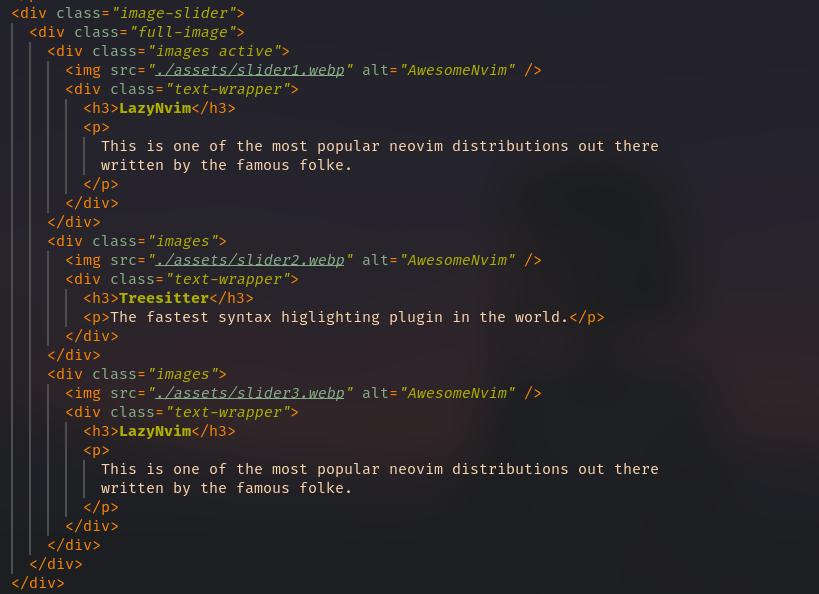 <div class="image-slider">
<div class="full-image">
<div class="images active">
<img src="./assets/slider1.webp" alt="AwesomeNvim" />
<div class="text-wrapper">
<h3>LazyNvim</h3>
<p>
This is one of the most popular neovim distributions out there
written by the famous folke.
</p>
</div>
</div>
<div class="images">
<img src="./assets/slider2.webp" alt="AwesomeNvim" />
<div class="text-wrapper">
<h3>Treesitter</h3>
<p>The fastest syntax higlighting plugin in the world.</p>
</div>
</div>
<div class="images">
<img src="./assets/slider3.webp" alt="AwesomeNvim" />
<div class="text-wrapper">
<h3>LazyNvim</h3>
<p>
This is one of the most popular neovim distributions out there
written by the famous folke.
</p>
</div>
</div>
</div>
</div>